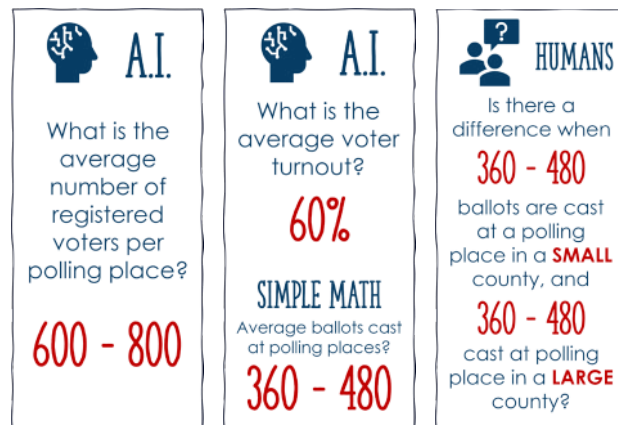 A.I.
What is the
average
number of
registered
voters per
polling place?
600 - 800
A.I.
What is the
average voter
turnout?
60%
SIMPLE MATH
Average ballots cast
at polling places?
360 - 480
?
HUMANS
Is there a
difference when
360 - 480
ballots are cast
at a polling
place in a SMALL
county, and
360 - 480
cast at polling
place in a LARGE
county?